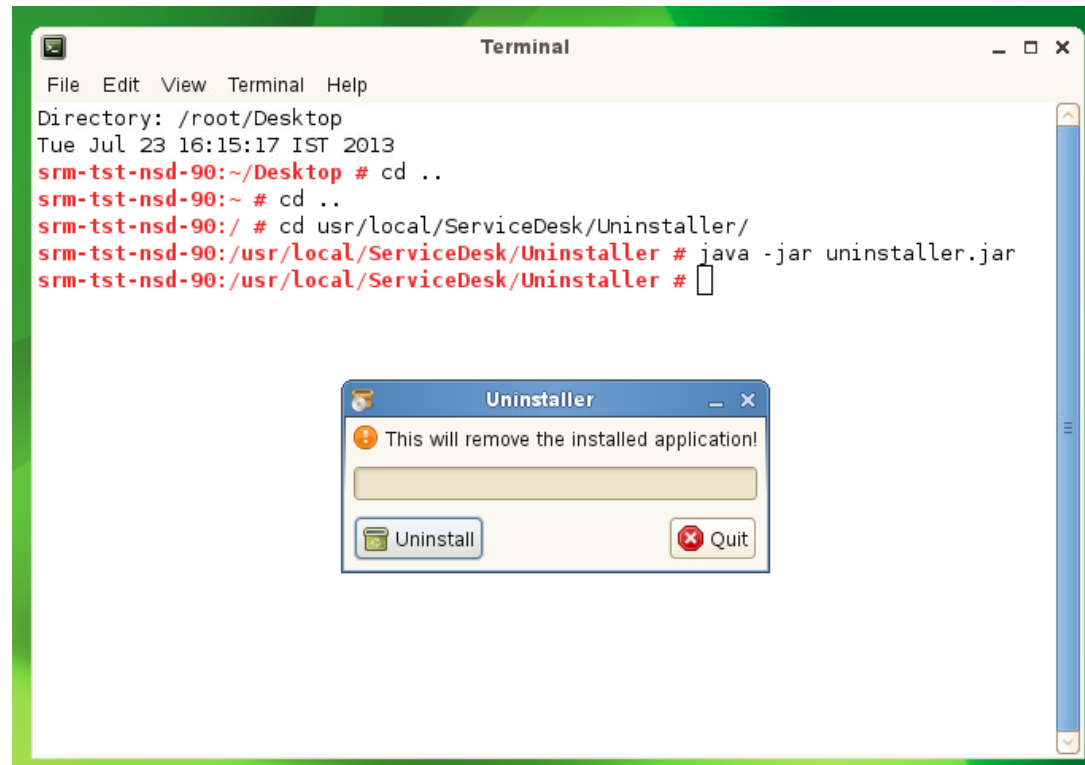 Terminal
File Edit View Terminal Help
Directory: /root/Desktop
Tue Jul 23 16:15:17 IST 2013
srm-tst-nsd-90:~/Desktop # cd ..
srm-tst-nsd-90:~ # cd ..
srm-tst-nsd-90:/ # cd usr/local/ServiceDesk/Uninstaller/
srm-tst-nsd-90:/usr/local/ServiceDesk/Uninstaller # java -jar uninstaller.jar
srm-tst-nsd-90:/usr/local/ServiceDesk/Uninstaller #
Uninstaller
This will remove the installed application!
Uninstall Quit